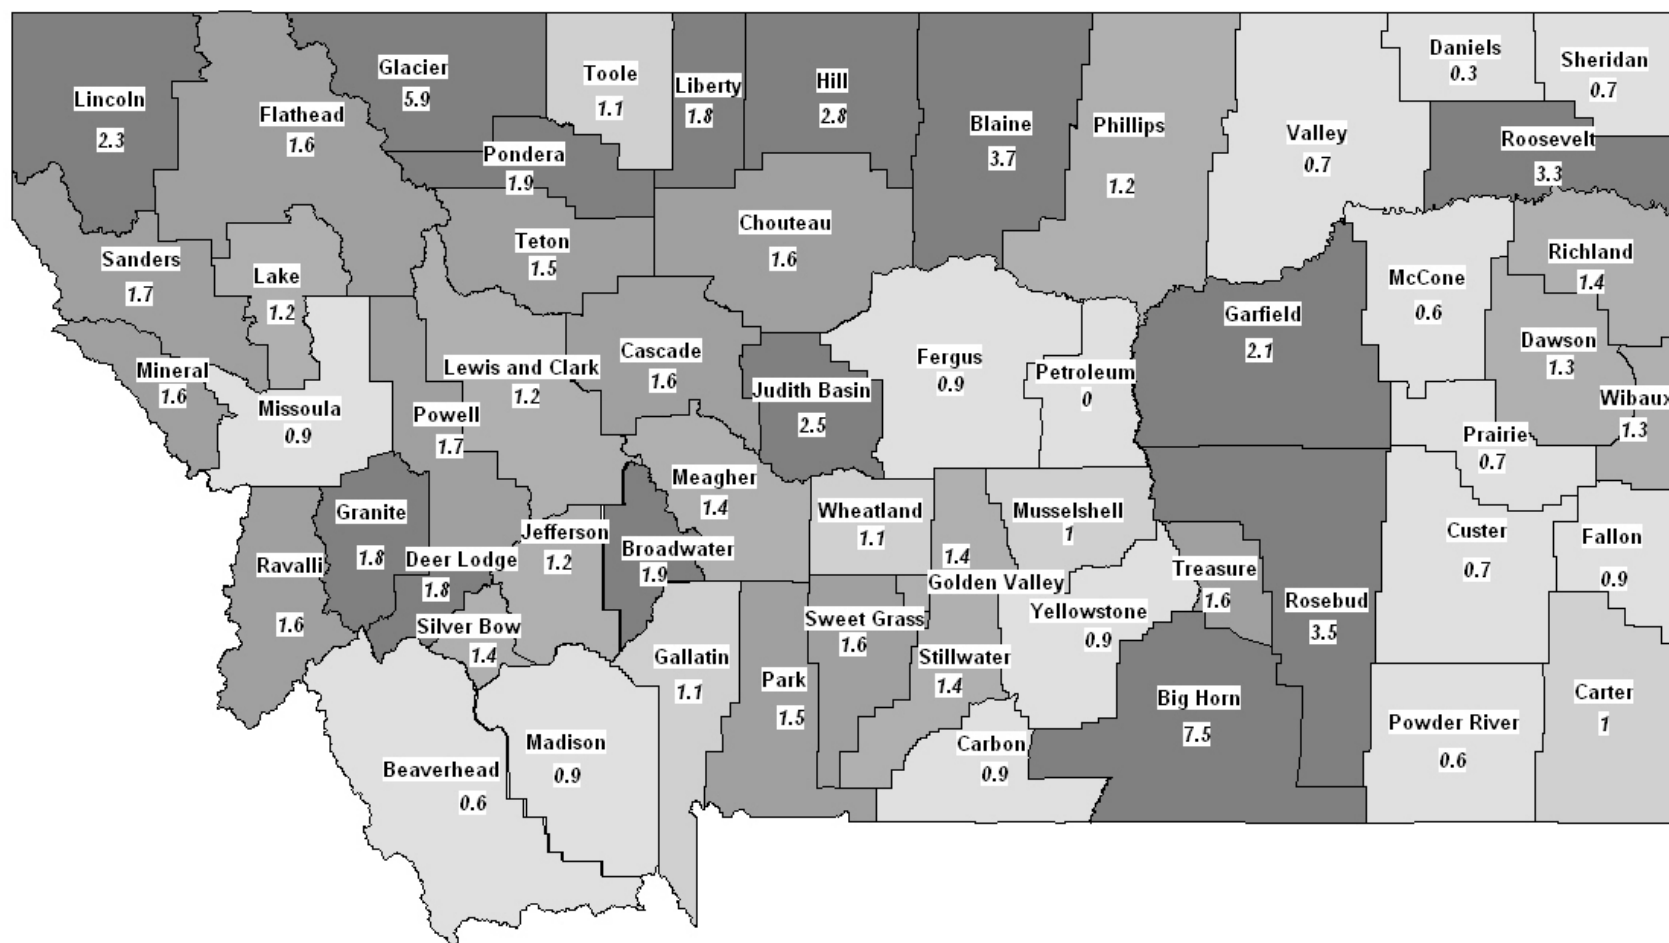 Lincoln
2.3
Flathead
1.6
Glacier
5.9
Toole
1.1
Liberty
1.8
Hill
2.8
Blaine
3.7
Phillips
1.2
Valley
0.7
Daniels
0.3
Sheridan
0.7
Roosevelt
3.3
Pondera
1.9
Sanders
1.7
Lake
1.2
Teton
1.5
Chouteau
1.6
Garfield
2.1
McCone
0.6
Richland
1.4
Mineral
1.6
Missoula
0.9
Powell
1.7
Lewis and Clark
1.2
Cascade
1.6
Judith Basin
2.5
Fergus
0.9
Petroleum
0
Dawson
1.3
Wibaux
1.3
Prairie
0.7
Granite
1.8
Ravalli
1.6
Deer Lodge
1.8
Jefferson
1.2
Broadwater
1.9
Meagher
1.4
Wheatland
1.1
1.4
Golden Valley
Musselshell
1
Treasure
1.6
Rosebud
3.5
Custer
0.7
Fallon
0.9
Silver Bow
1.4
Gallatin
1.1
Park
1.5
Sweet Grass
1.6
Stillwater
1.4
Yellowstone
0.9
Big Horn
7.5
Powder River
0.6
Carter
1
Beaverhead
0.6
Madison
0.9
Carbon
0.9